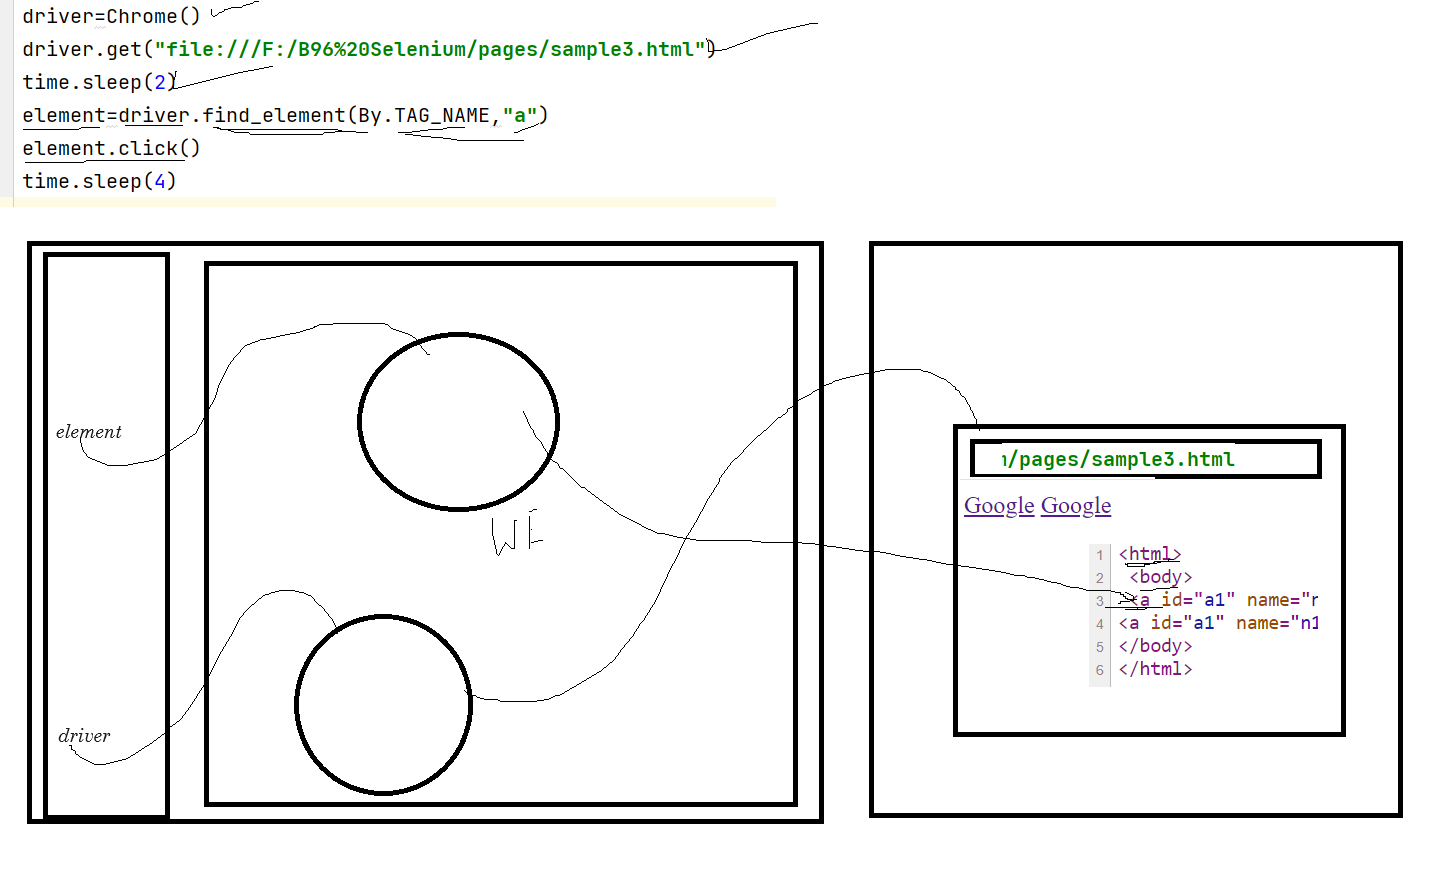 driver=Chrome()
driver.get("file:///F:/B96%20Selenium/pages/sample3.html")
time.sleep(2)
element=driver.find_element(By.TAG_NAME,"a")
element.click()
time.sleep(4)
element
WE
driver
/pages/sample3.html
Google Google
1 <html>
2 <body>
3 <a id="a1" name="n
4 <a id="a1" name="n1
5 </body>
6 </html>